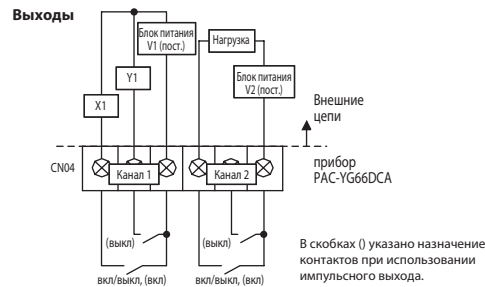 Выходы
Блок питания
V1 (пост.)
Нагрузка
Y1
Блок питания
V2 (пост.)
X1
Внешние
цепи
CN04
Канал 1
Канал 2
прибор
PAC-YG66DCA
(выкл)
(выкл)
вкл/выкл, (вкл)
вкл/выкл, (вкл)
В скобках () указано назначение
контактов при использовании
импульсного выхода.